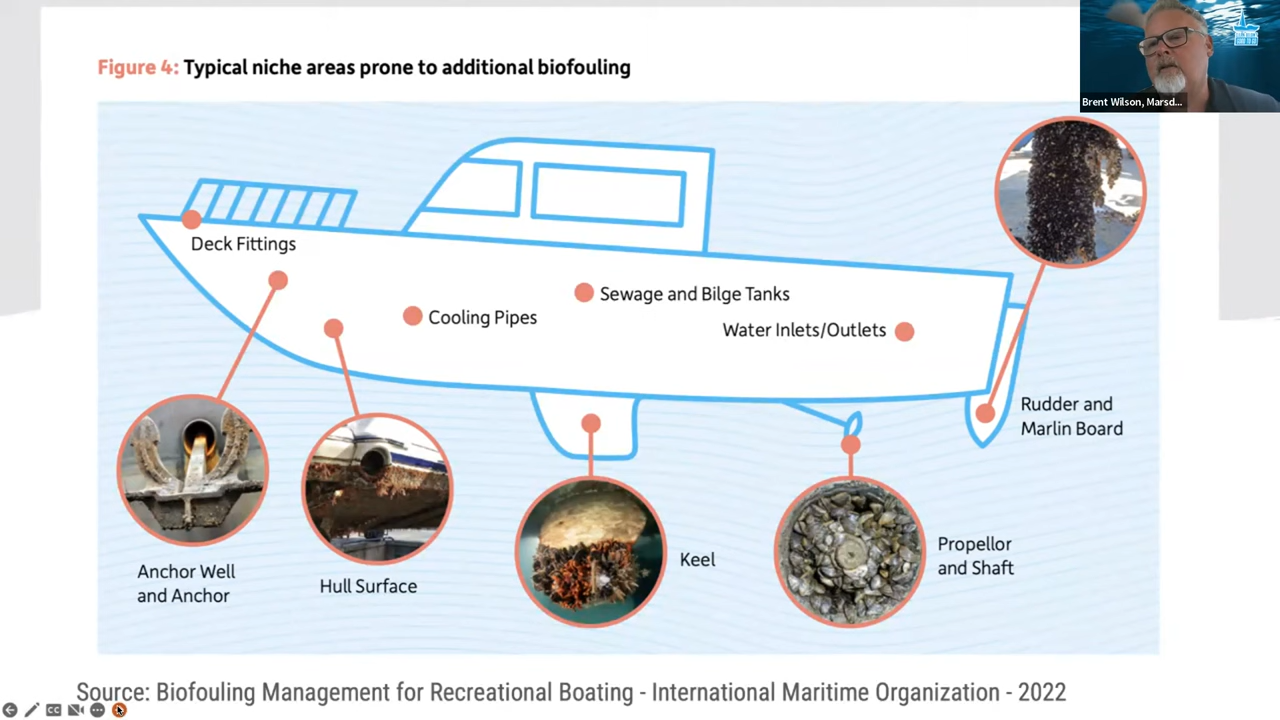 Figure 4: Typical niche areas prone to additional biofouling
Brent Wilson, Marsd...
Deck Fittings
Sewage and Bilge Tanks
Cooling Pipes
Water Inlets/Outlets
Rudder and
Marlin Board
Anchor Well
and Anchor
Hull Surface
Keel
Propellor
and Shaft
Source: Biofouling Management for Recreational Boating - International Maritime Organization - 2022
CC